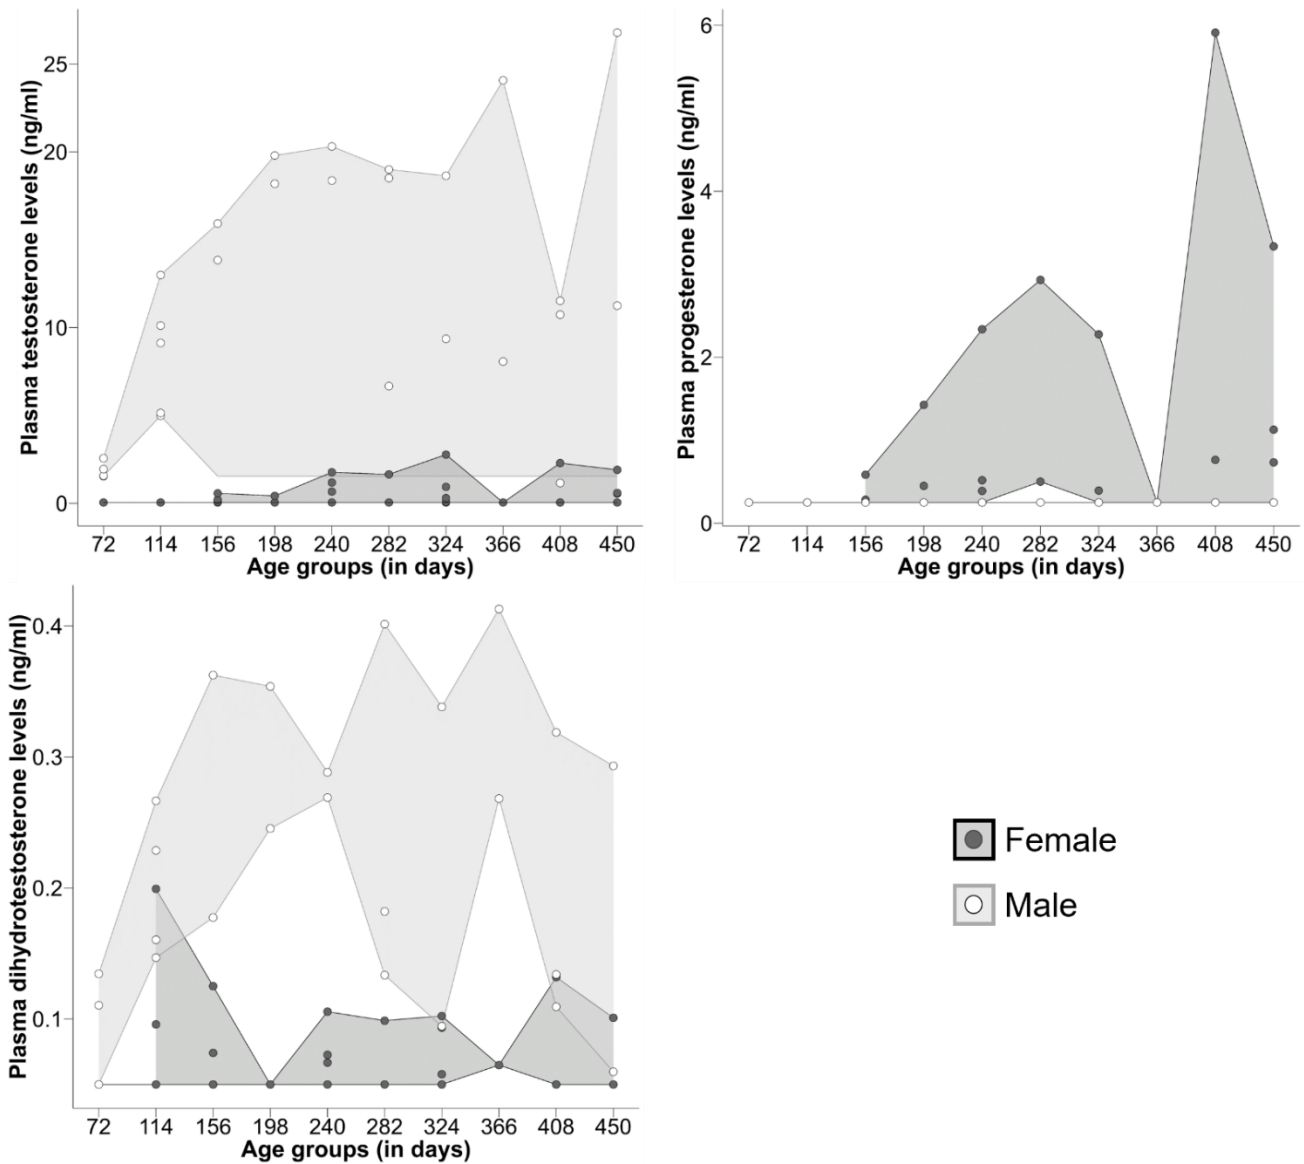 Plasma testosterone levels (ng/ml)
25
20
10
0
72 114 156 198 240 282 324 366 408 450
Age groups (in days)
Plasma progesterone levels (ng/ml)
6
4
2
0
72 114 156 198 240 282 324 366 408 450
Age groups (in days)
Plasma dihydrotestosterone levels (ng/ml)
0.4
0.3
0.2
0.1
72 114 156 198 240 282 324 366 408 450
Age groups (in days)
Female
Male